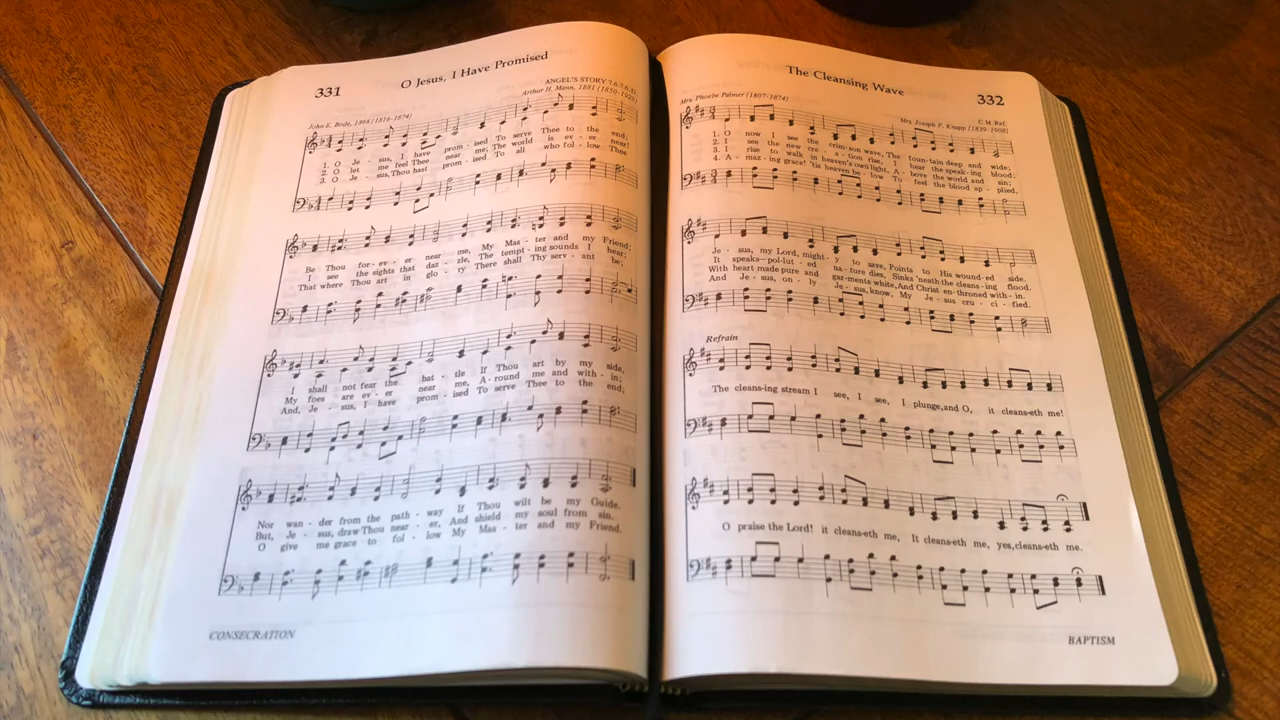 331
O Jesus, I Have Promised
ANGEL'S STORY 7.6.7.6.D.
John E. Bode, 1866 (1816-1874)
Arthur H. Mann, 1881 (1850-1929)
1. O Je - sus, I have prom - ised To serve Thee to the end;
2. O let me feel Thee near me; The world is ev - er near;
3. O Je - sus, Thou hast prom - ised To all who fol - low Thee
Be Thou for - ev - er near me, My Mas - ter and my Friend;
I see the sights that daz - zle, The tempt - ing sounds I hear;
That where Thou art in glo - ry There shall Thy serv - ant be;
I shall not fear the bat - tle If Thou art by my side,
My foes are ev - er near me, A - round me and with - in;
And, Je - sus, I have prom - ised To serve Thee to the end;
Nor wan - der from the path - way If Thou wilt be my Guide.
But, Je - sus, draw Thou near - er, And shield my soul from sin.
O give me grace to fol - low My Mas - ter and my Friend.
CONSECRATION
The Cleansing Wave
332
Mrs. Phoebe Palmer (1807-1874)
C.M. Ref.
Mrs. Joseph F. Knapp (1839-1908)
1. O now I see the crim - son wave, The foun - tain deep and wide;
2. I see the new cre - a - tion rise, I hear the speak - ing blood;
3. I rise to walk in heaven's own light, A - bove the world and sin;
4. A - maz - ing grace! 'tis heaven be - low To feel the blood ap - plied,
Je - sus, my Lord, might - y to save, Points to His wound - ed side.
It speaks—pol - lut - ed na - ture dies, Sinks 'neath the cleans - ing flood.
With heart made pure and gar - ments white, And Christ en - throned with - in.
And Je - sus, on - ly Je - sus, know, My Je - sus cru - ci - fied.
Refrain
The cleans-ing stream I see, I see, I plunge, and O, it cleans-eth me!
O praise the Lord! it cleans-eth me, It cleans-eth me, yes, cleans-eth me.
BAPTISM